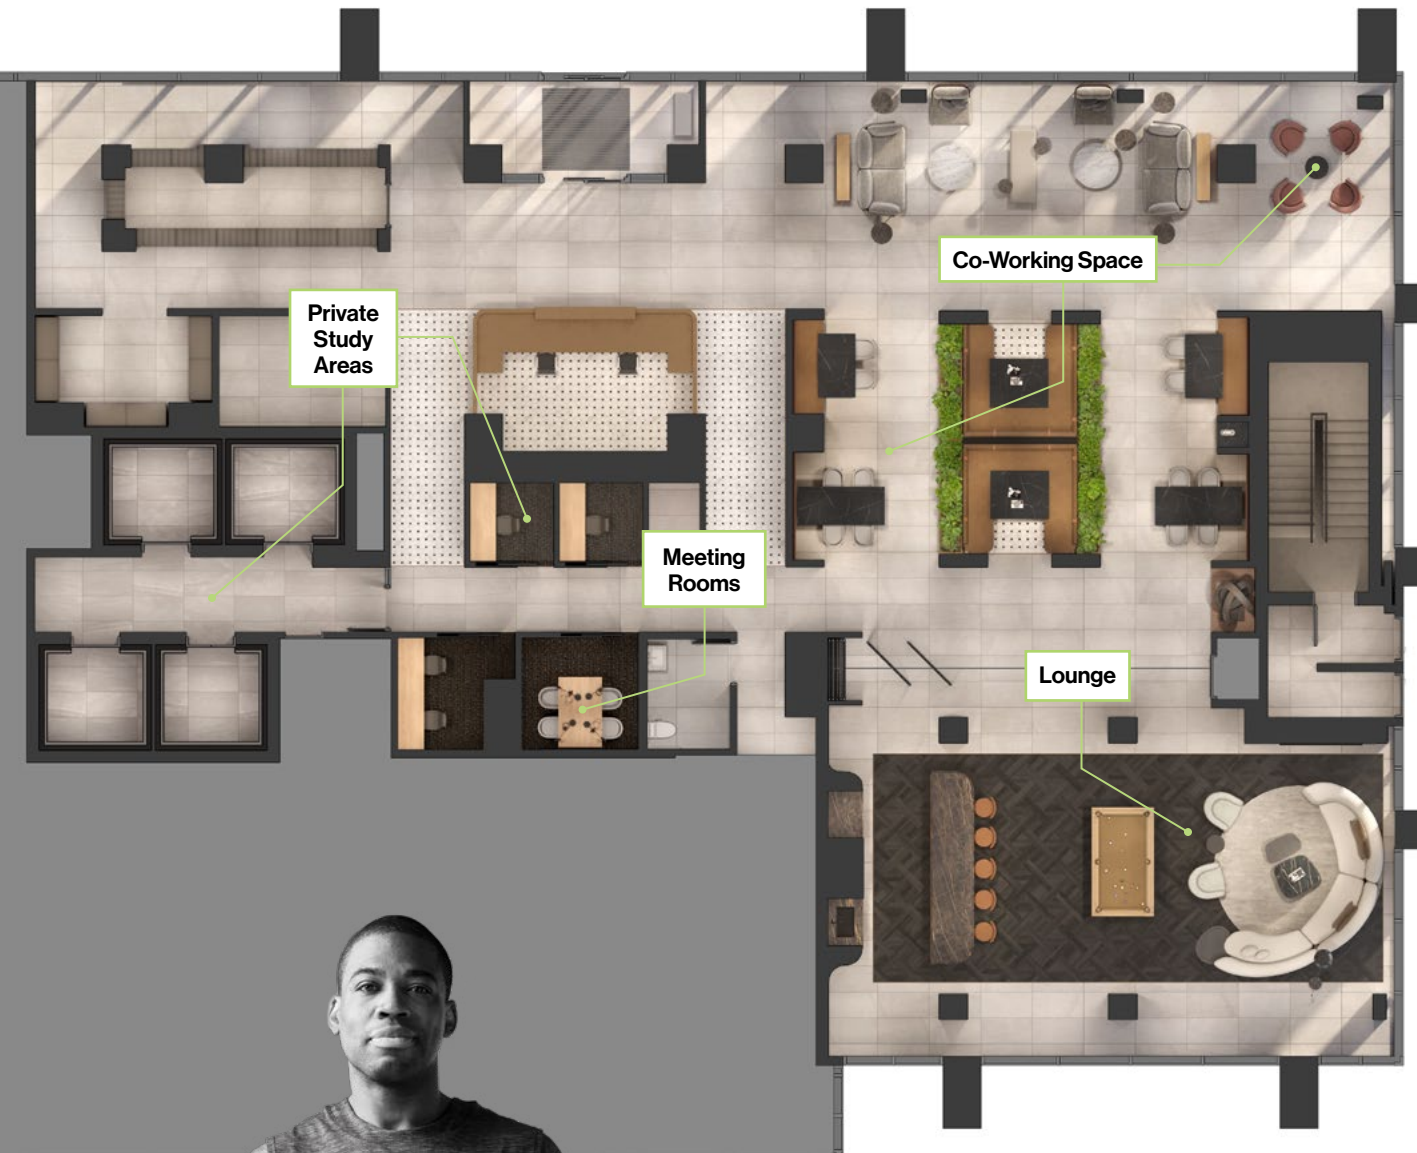 Co-Working Space
Private
Study
Areas
Meeting
Rooms
Lounge